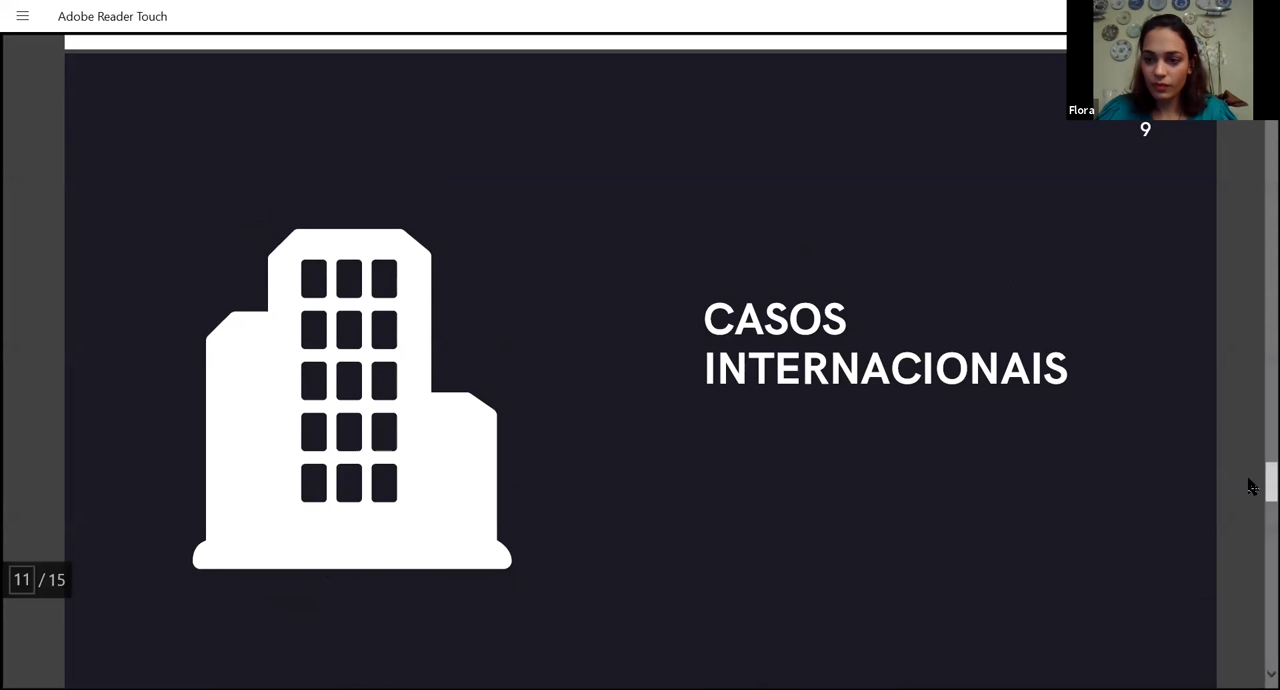 Adobe Reader Touch
Flora
9
CASOS
INTERNACIONAIS
11 / 15